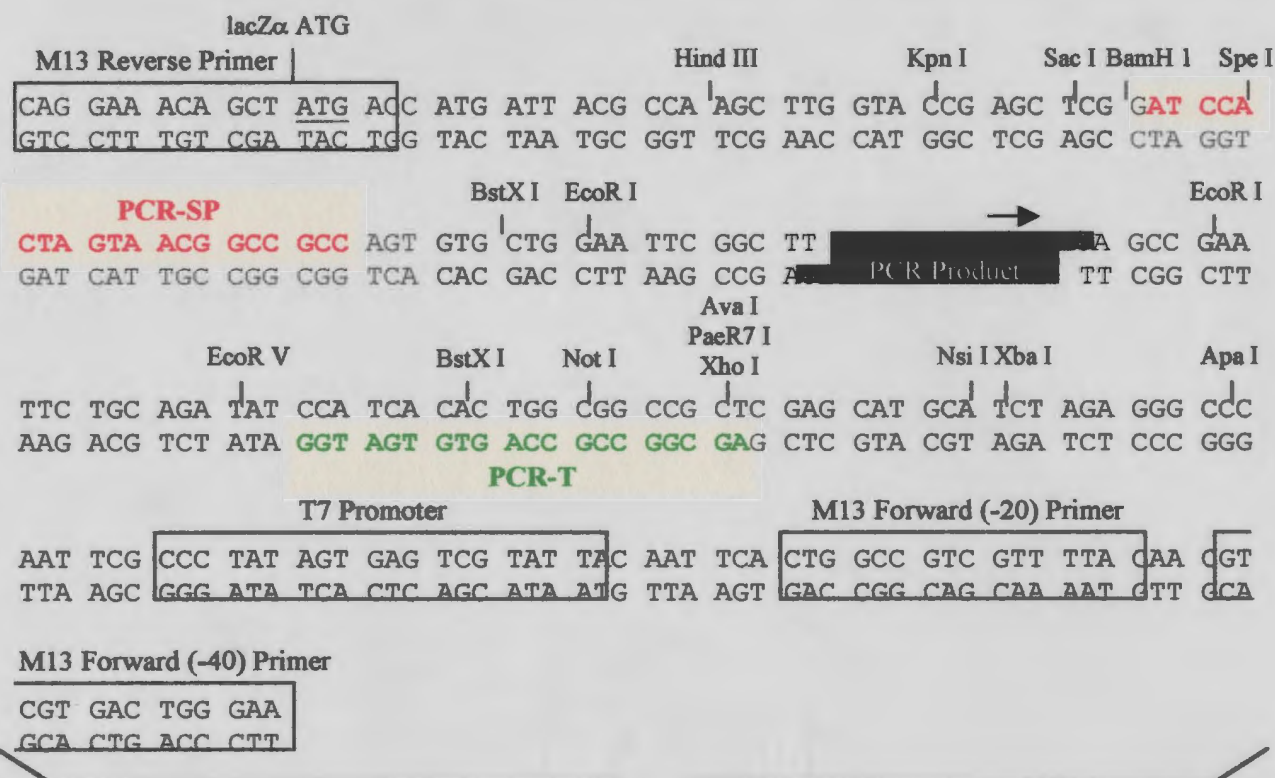 lacZα ATG
M13 Reverse Primer Hind III Kpn I Sac I BamH 1 Spe I
CAG GAA ACA GCT ATG AGC ATG ATT ACG CCA AGC TTG GTA CCG AGC TCG GAT CCA
GTC CTT TGT CGA TAC TGG TAC TAA TGC GGT TCG AAC CAT GGC TCG AGC CTA GGT
PCR-SP BstX I EcoR I EcoR I
CTA GTA ACG GCC GCC AGT GTG CTG GAA TTC GGC TT A GCC GAA
GAT CAT TGC CGG CGG TCA CAC GAC CTT AAG CCG A PCR Product TT CGG CTT
Ava I
PaeR7 I
EcoR V BstX I Not I Xho I Nsi I Xba I Apa I
TTC TGC AGA TAT CCA TCA CAC TGG CGG CCG CTC GAG CAT GCA TCT AGA GGG CCC
AAG ACG TCT ATA GGT AGT GTG ACC GCC GGC GAG CTC GTA CGT AGA TCT CCC GGG
PCR-T
T7 Promoter M13 Forward (-20) Primer
AAT TCG CCC TAT AGT GAG TCG TAT TAC AAT TCA CTG GCC GTC GTT TTA CAA CGT
TTA AGC GGG ATA TCA CTC AGC ATA ATG TTA AGT GAC CGG CAG CAA AAT GTT GCA
M13 Forward (-40) Primer
CGT GAC TGG GAA
GCA CTG ACC CTT